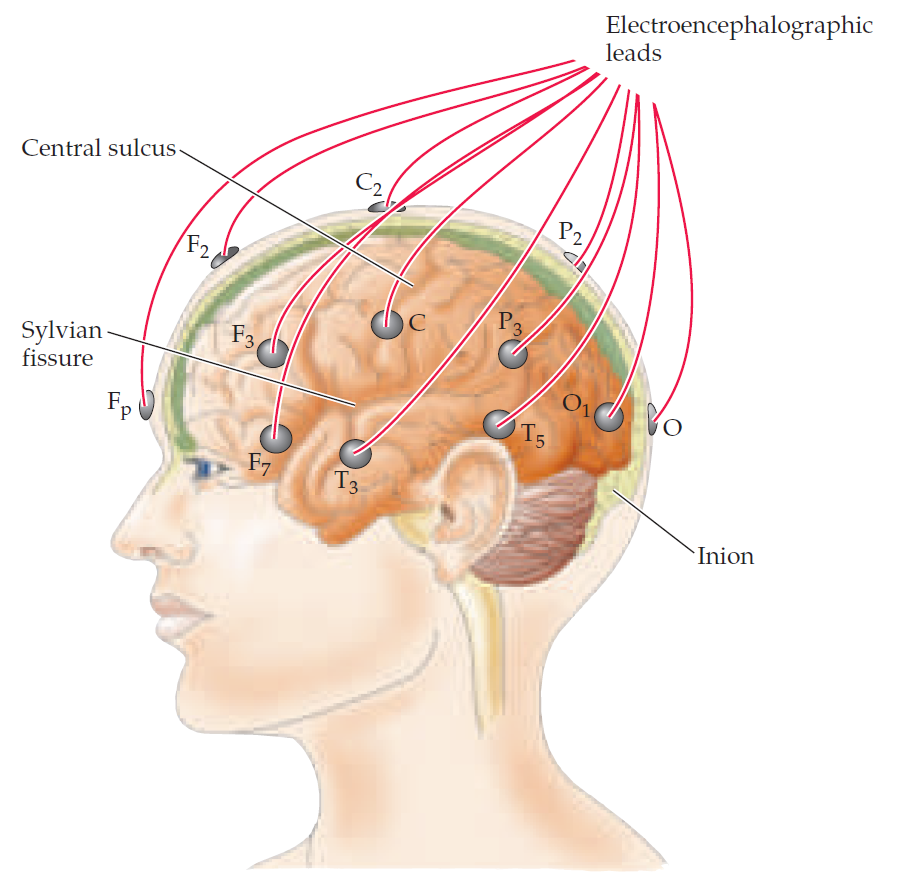 Electroencephalographic
leads
Central sulcus
C2
F2
P2
Sylvian
fissure
F3
C
P3
Fp
O1
O
T5
F7
T3
Inion